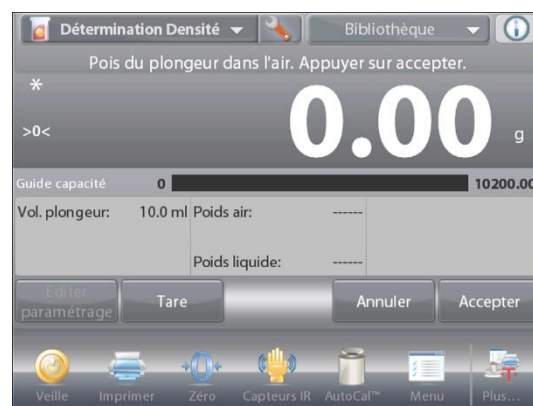 Détermination Densité Bibliothèque
Pois du plongeur dans l'air. Appuyer sur accepter.
*
>0<
0.00 g
Guide capacité 0 10200.00
Vol. plongeur: 10.0 ml Poids air: ------
Poids liquide: ------
Editer paramétrage Tare Annuler Accepter
Veille Imprimer Zéro Capteurs IR AutoCal™ Menu Plus...